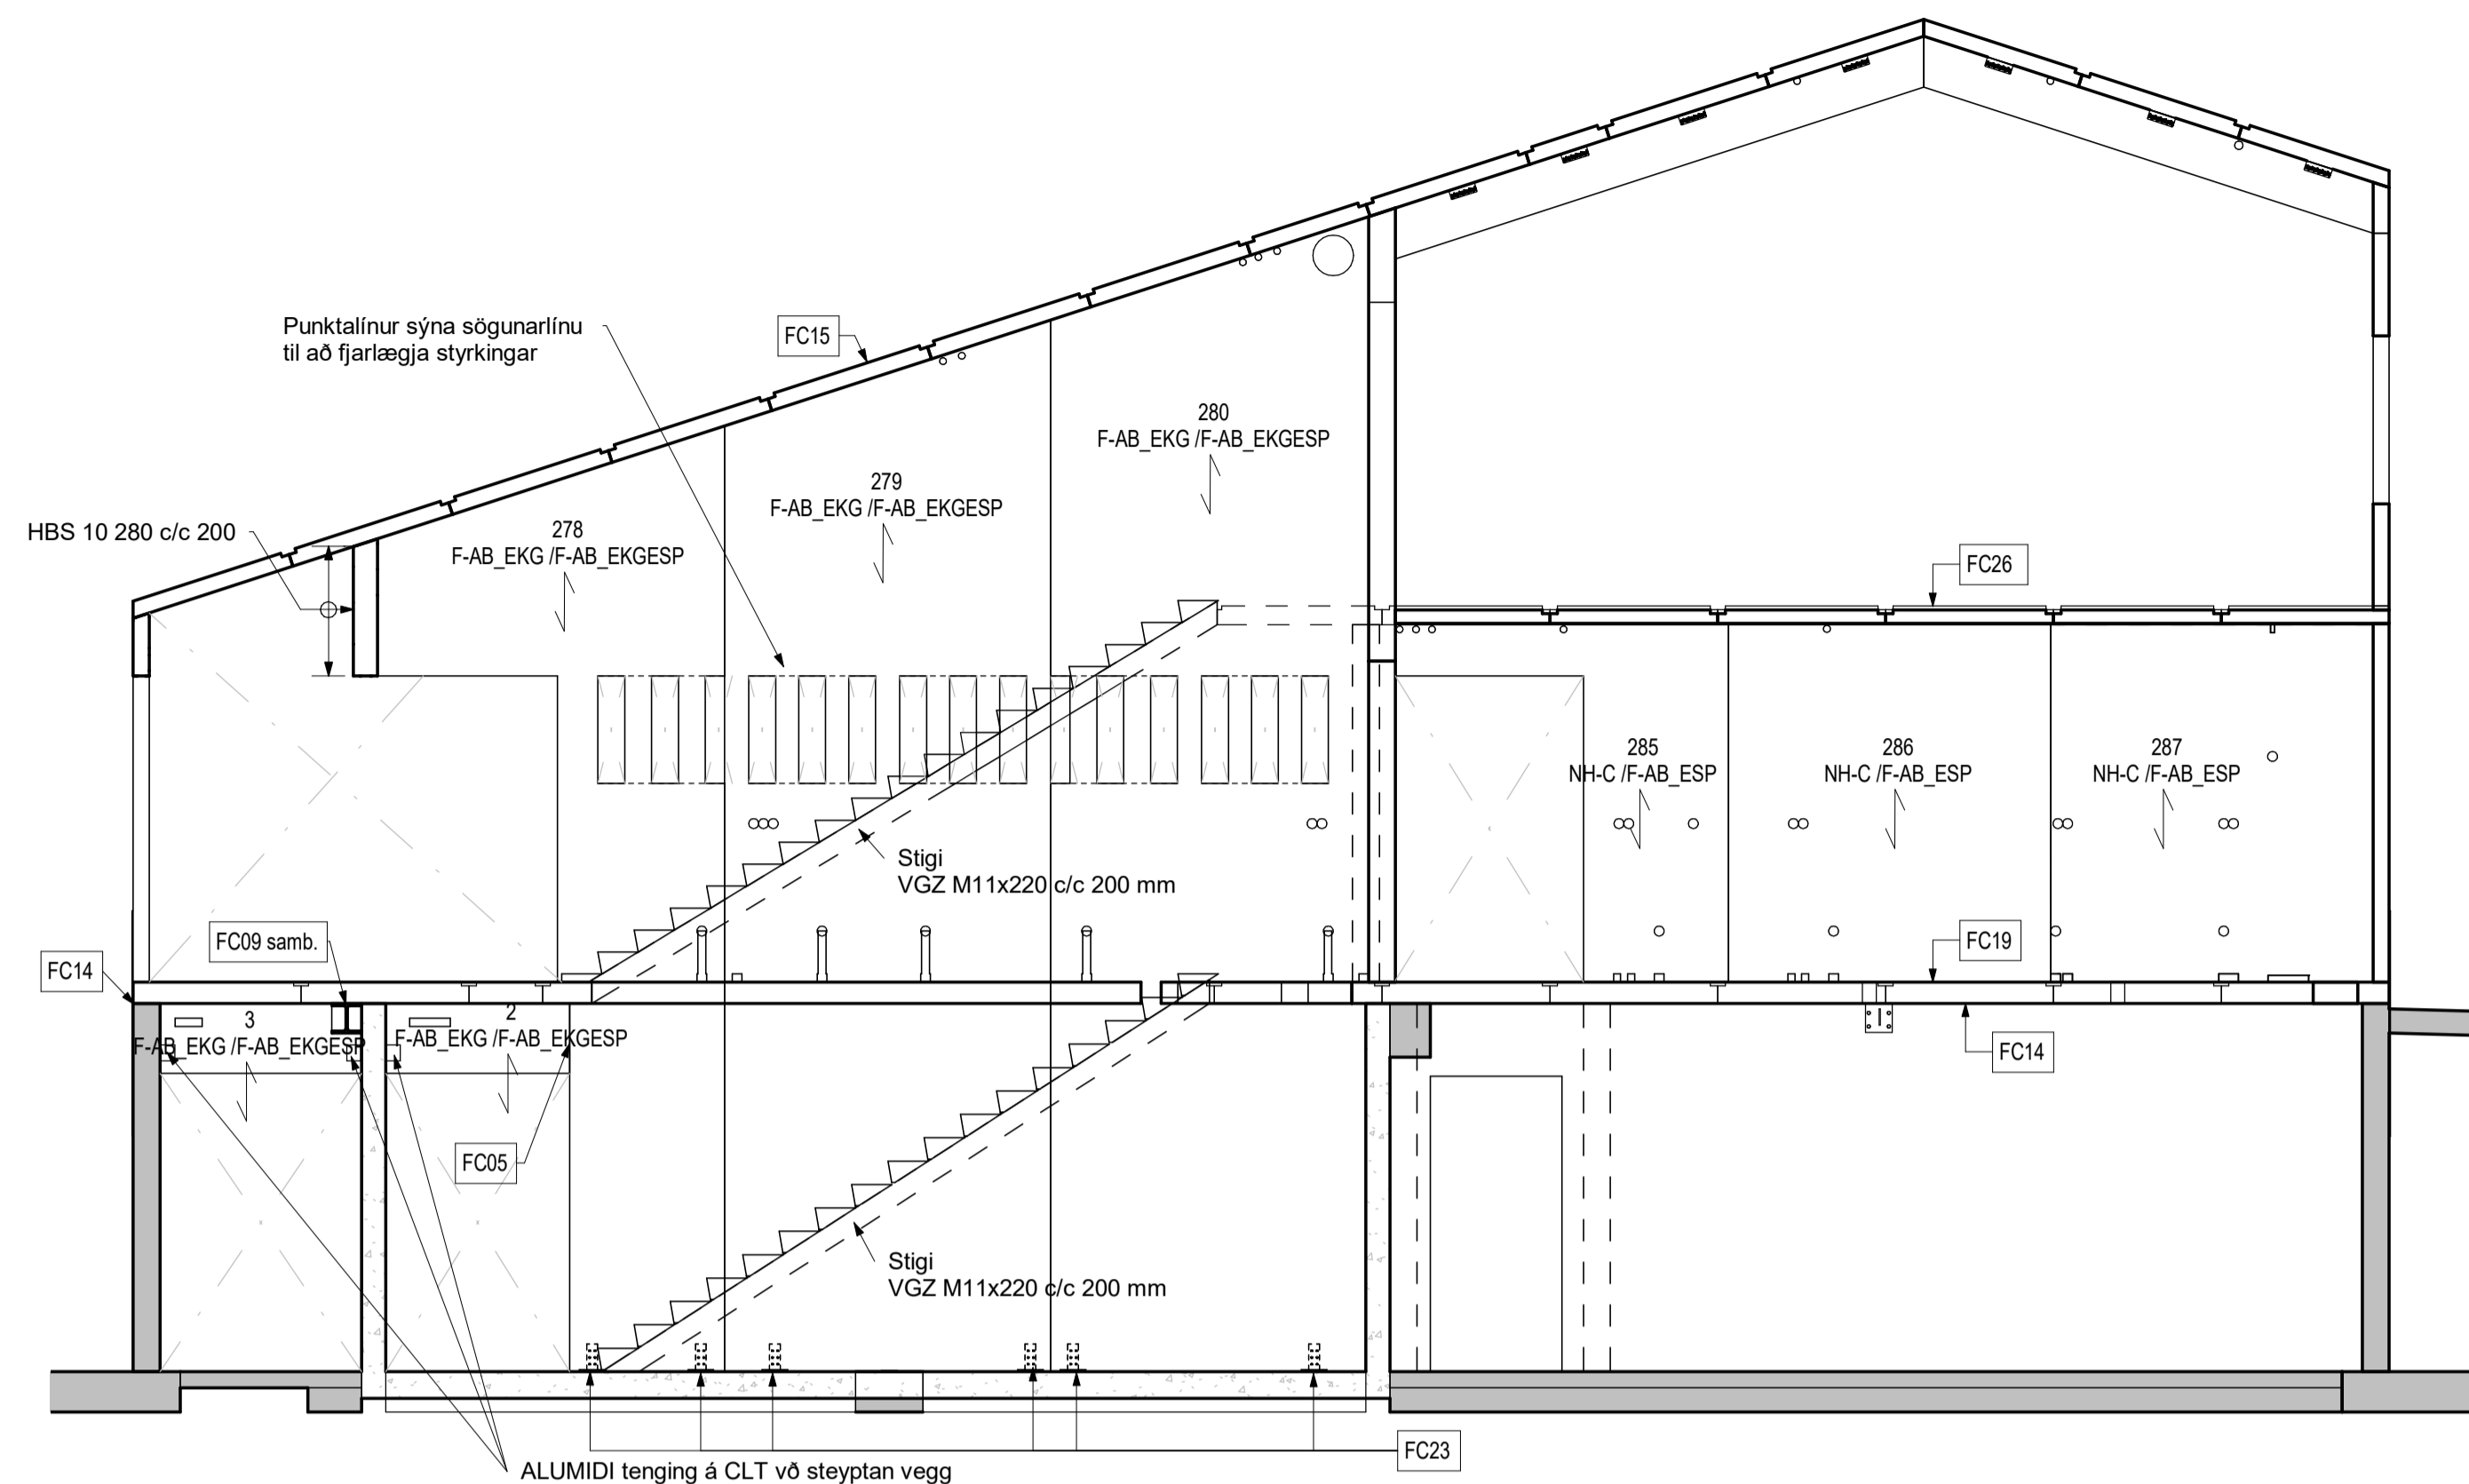 Punktalínur sýna sögunarlínu
til að fjarlægja styrkingar
FC15
280
F-AB_EKG /F-AB_EKGESP
279
F-AB_EKG /F-AB_EKGESP
278
F-AB_EKG /F-AB_EKGESP
HBS 10 280 c/c 200
FC26
285
NH-C /F-AB_ESP
286
NH-C /F-AB_ESP
287
NH-C /F-AB_ESP
Stigi
VGZ M11x220 c/c 200 mm
FC09 samb.
FC14
FC19
3
F-AB_EKG /F-AB_EKGESP
2
F-AB_EKG /F-AB_EKGESP
FC14
FC05
Stigi
VGZ M11x220 c/c 200 mm
FC23
ALUMIDI tenging á CLT vð steyptan vegg